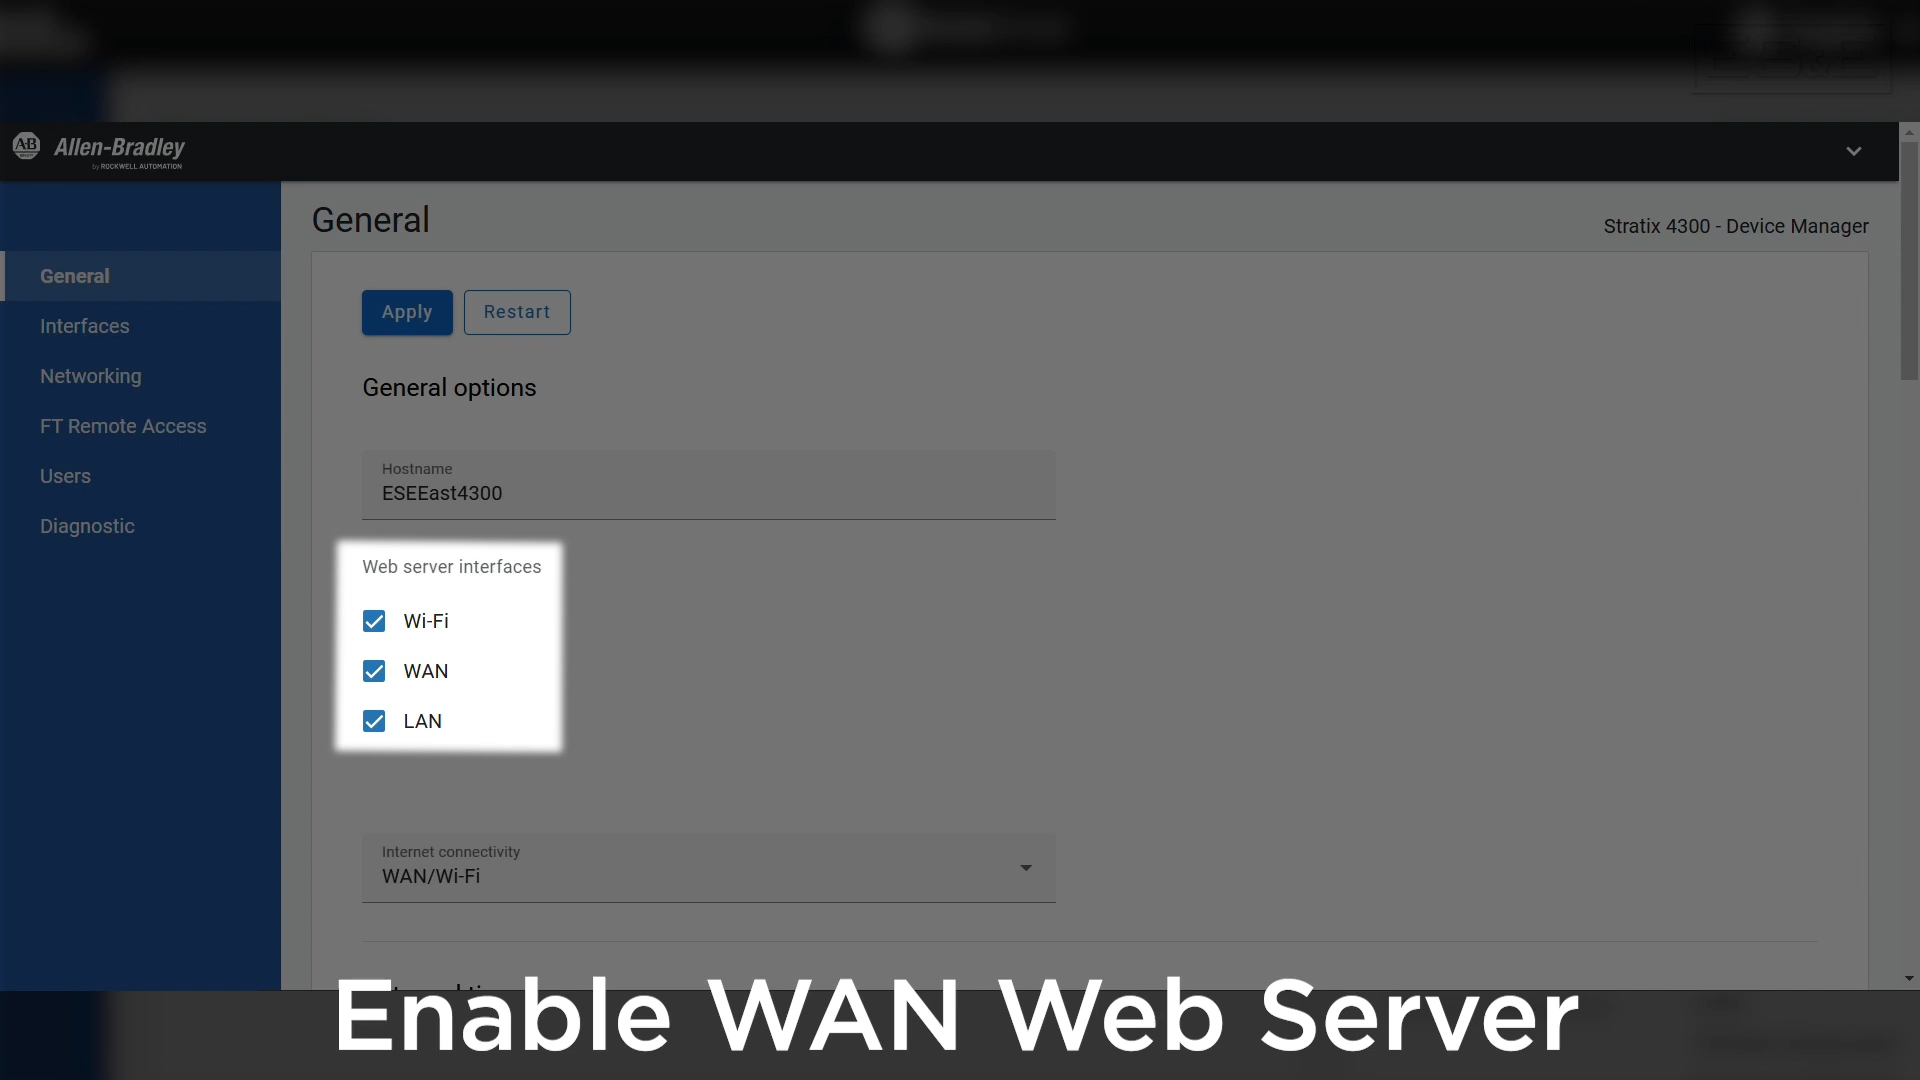 Allen-Bradley
by ROCKWELL AUTOMATION
General
Stratix 4300 - Device Manager
General
Interfaces
Networking
FT Remote Access
Users
Diagnostic
Apply
Restart
General options
Hostname
ESEEast4300
Web server interfaces
Wi-Fi
WAN
LAN
Internet connectivity
WAN/Wi-Fi
Enable WAN Web Server